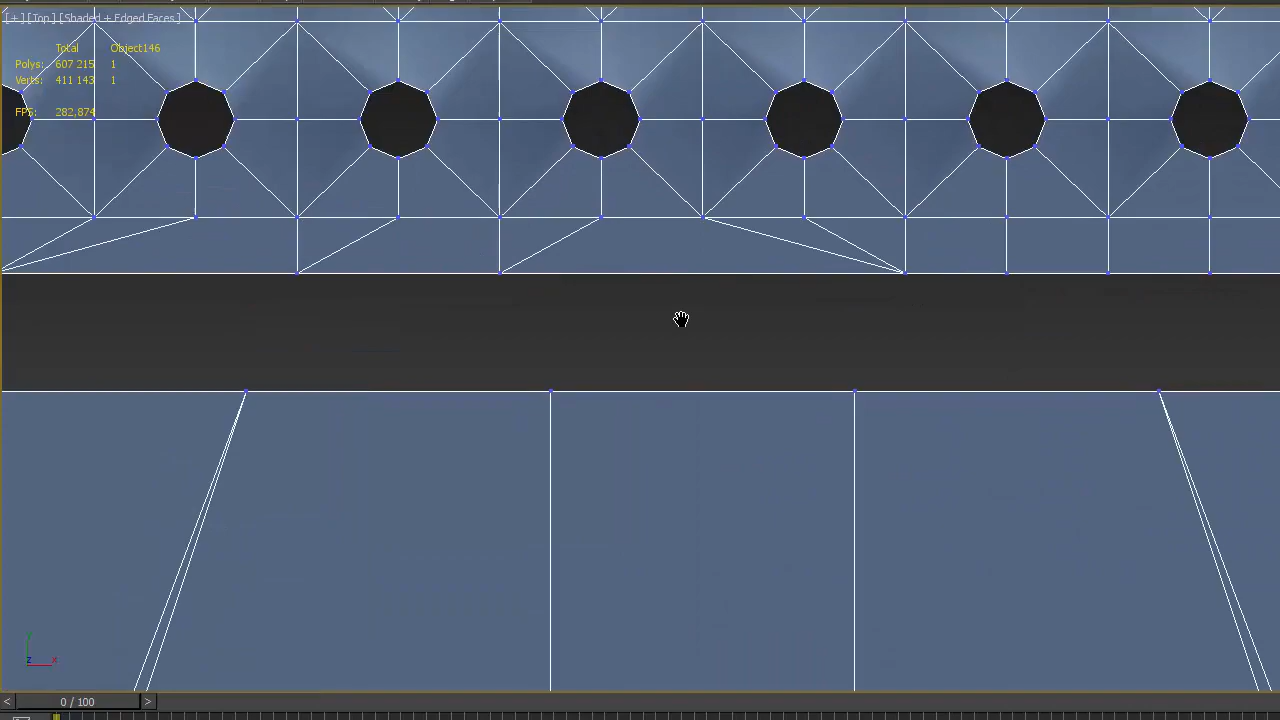 [+] [Top] [Shaded + Edged Faces]
Total Object146
Polys: 607 215 1
Verts: 411 143 1
FPS: 282,874
y
z x
< 0 / 100 >